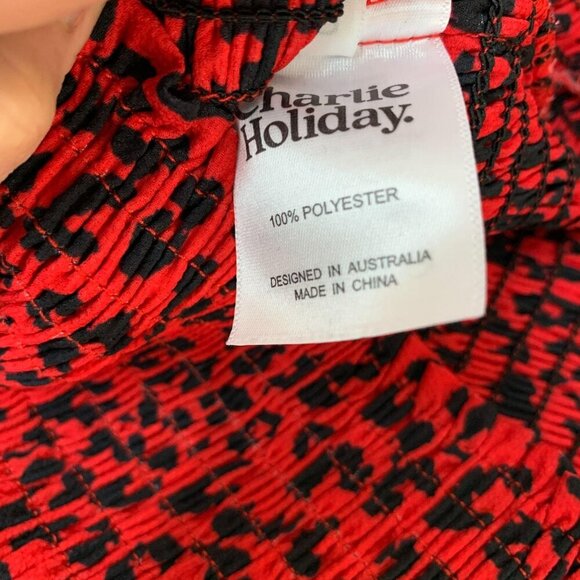 Charlie
Holiday.
100% POLYESTER
DESIGNED IN AUSTRALIA
MADE IN CHINA